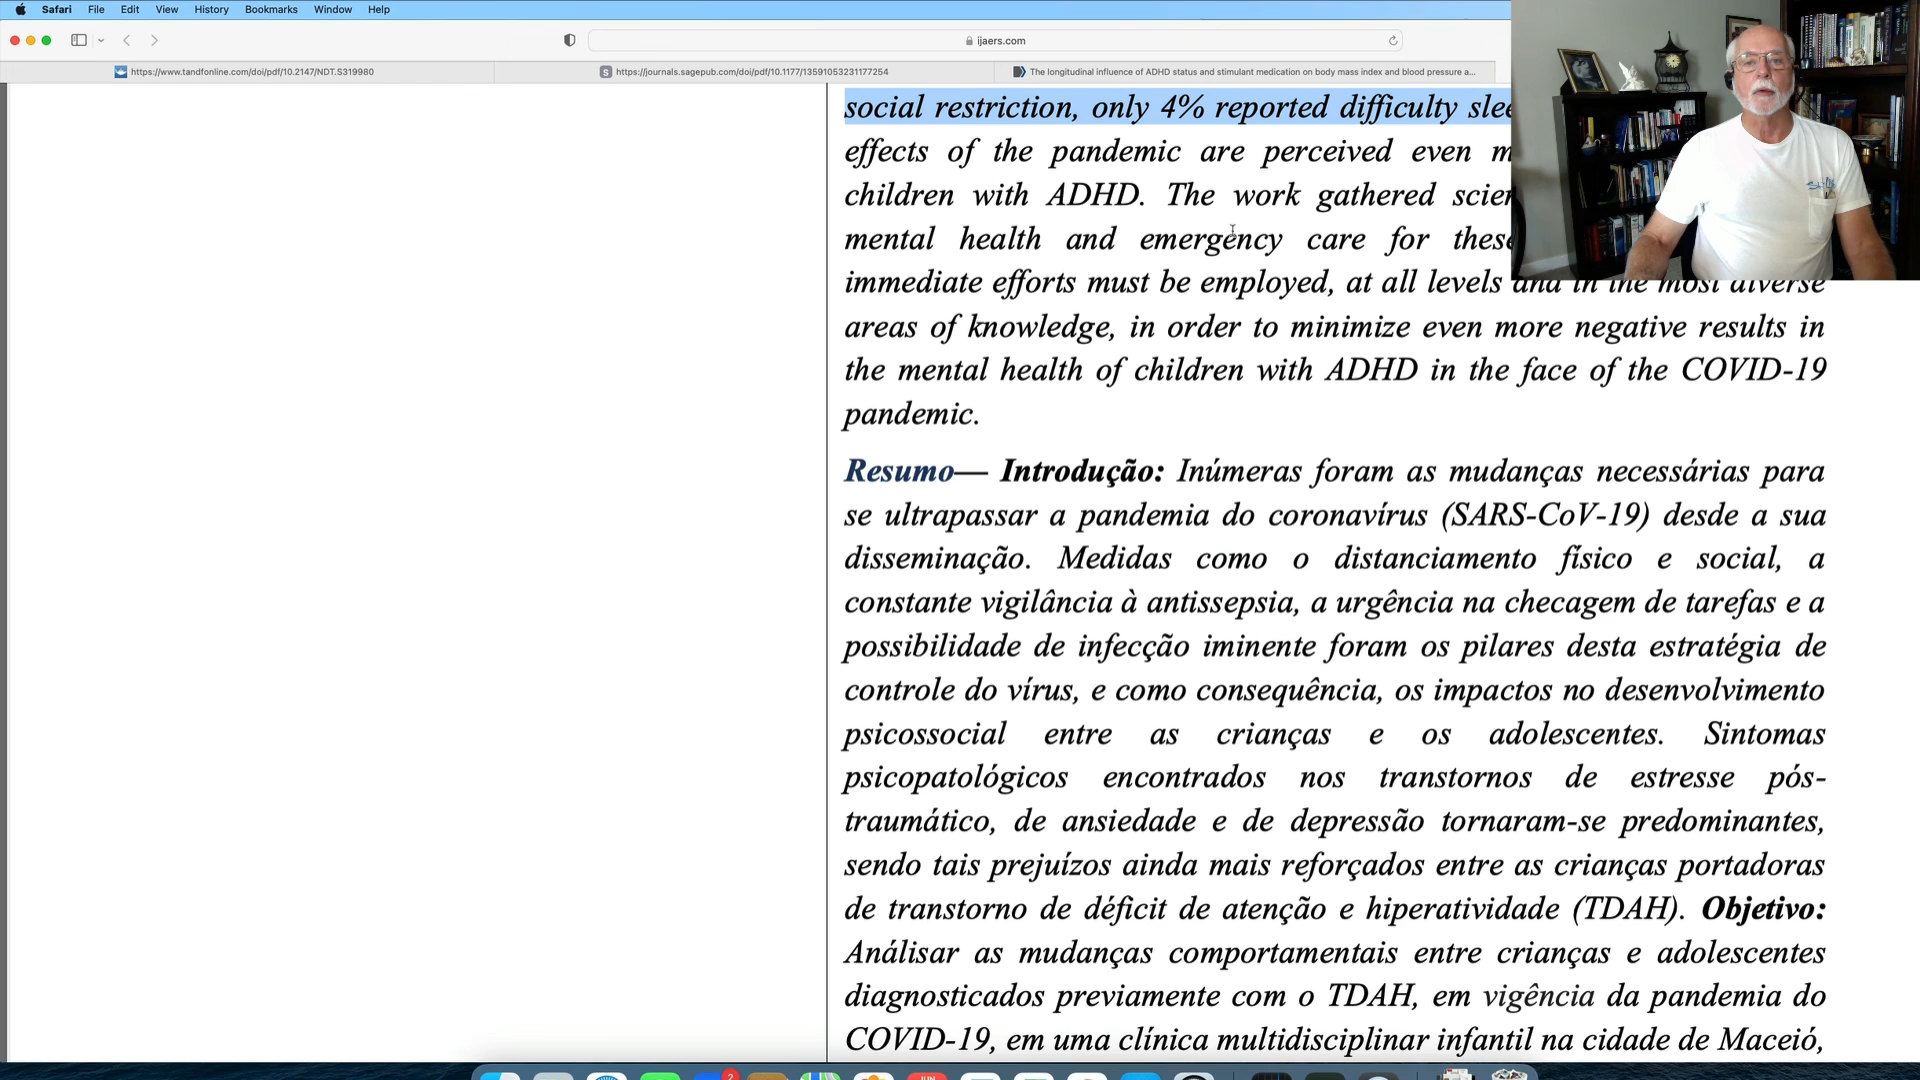 Safari File Edit View History Bookmarks Window Help
ijaers.com
https://www.tandfonline.com/doi/pdf/10.2147/NDT.S319980
https://journals.sagepub.com/doi/pdf/10.1177/13591053231177254
The longitudinal influence of ADHD status and stimulant medication on body mass index and blood pressure a...
social restriction, only 4% reported difficulty
effects of the pandemic are perceived even
children with ADHD. The work gathered
mental health and emergency care for
immediate efforts must be employed, at all levels and in the most diverse
areas of knowledge, in order to minimize even more negative results in
the mental health of children with ADHD in the face of the COVID-19
pandemic.
Resumo— Introdução: Inúmeras foram as mudanças necessárias para
se ultrapassar a pandemia do coronavírus (SARS-CoV-19) desde a sua
disseminação. Medidas como o distanciamento físico e social, a
constante vigilância à antissepsia, a urgência na checagem de tarefas e a
possibilidade de infecção iminente foram os pilares desta estratégia de
controle do vírus, e como consequência, os impactos no desenvolvimento
psicossocial entre as crianças e os adolescentes. Sintomas
psicopatológicos encontrados nos transtornos de estresse pós-
traumático, de ansiedade e de depressão tornaram-se predominantes,
sendo tais prejuízos ainda mais reforçados entre as crianças portadoras
de transtorno de déficit de atenção e hiperatividade (TDAH). Objetivo:
Análisar as mudanças comportamentais entre crianças e adolescentes
diagnosticados previamente com o TDAH, em vigência da pandemia do
COVID-19, em uma clínica multidisciplinar infantil na cidade de Maceió,
2
JUN